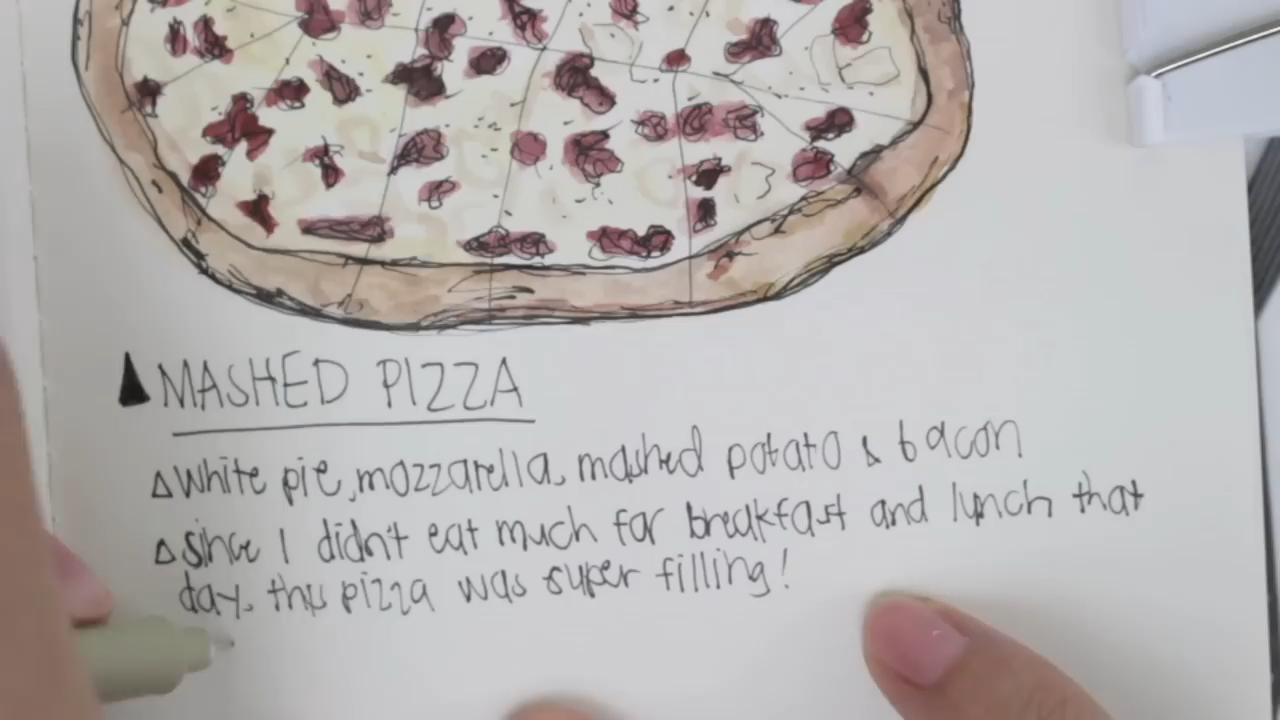 MASHED PIZZA
white pie, mozzarella, mashed potato & bacon
since I didn't eat much for breakfast and lunch that
day, this pizza was super filling!